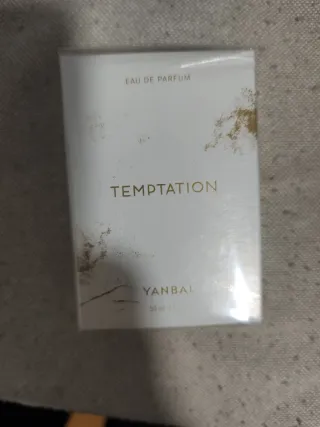 EAU DE PARFUM
TEMPTATION
YANBAL